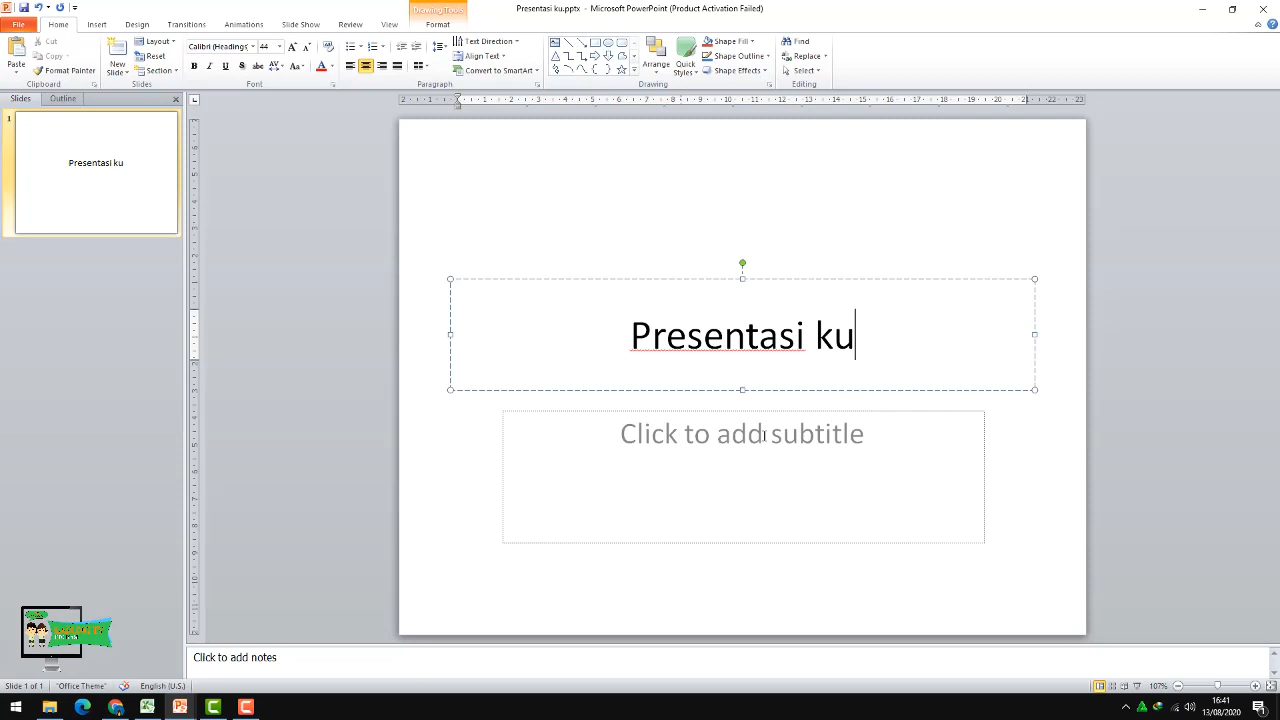 Presentasi ku.pptx - Microsoft PowerPoint (Product Activation Failed)
Drawing Tools
File Home Insert Design Transitions Animations Slide Show Review View Format
Paste Cut Copy Format Painter
Clipboard
New Slide Layout Reset Section
Slides
Calibri (Headings) 44
Font
Paragraph
Text Direction Align Text Convert to SmartArt
Arrange Quick Styles Shape Fill Shape Outline Shape Effects
Drawing
Find Replace Select
Editing
Slides Outline
1
Presentasi ku
Presentasi ku
Click to add subtitle
Click to add notes
Slide 1 of 1 "Office Theme" English (U.S.) 107%
16:41
13/08/2020